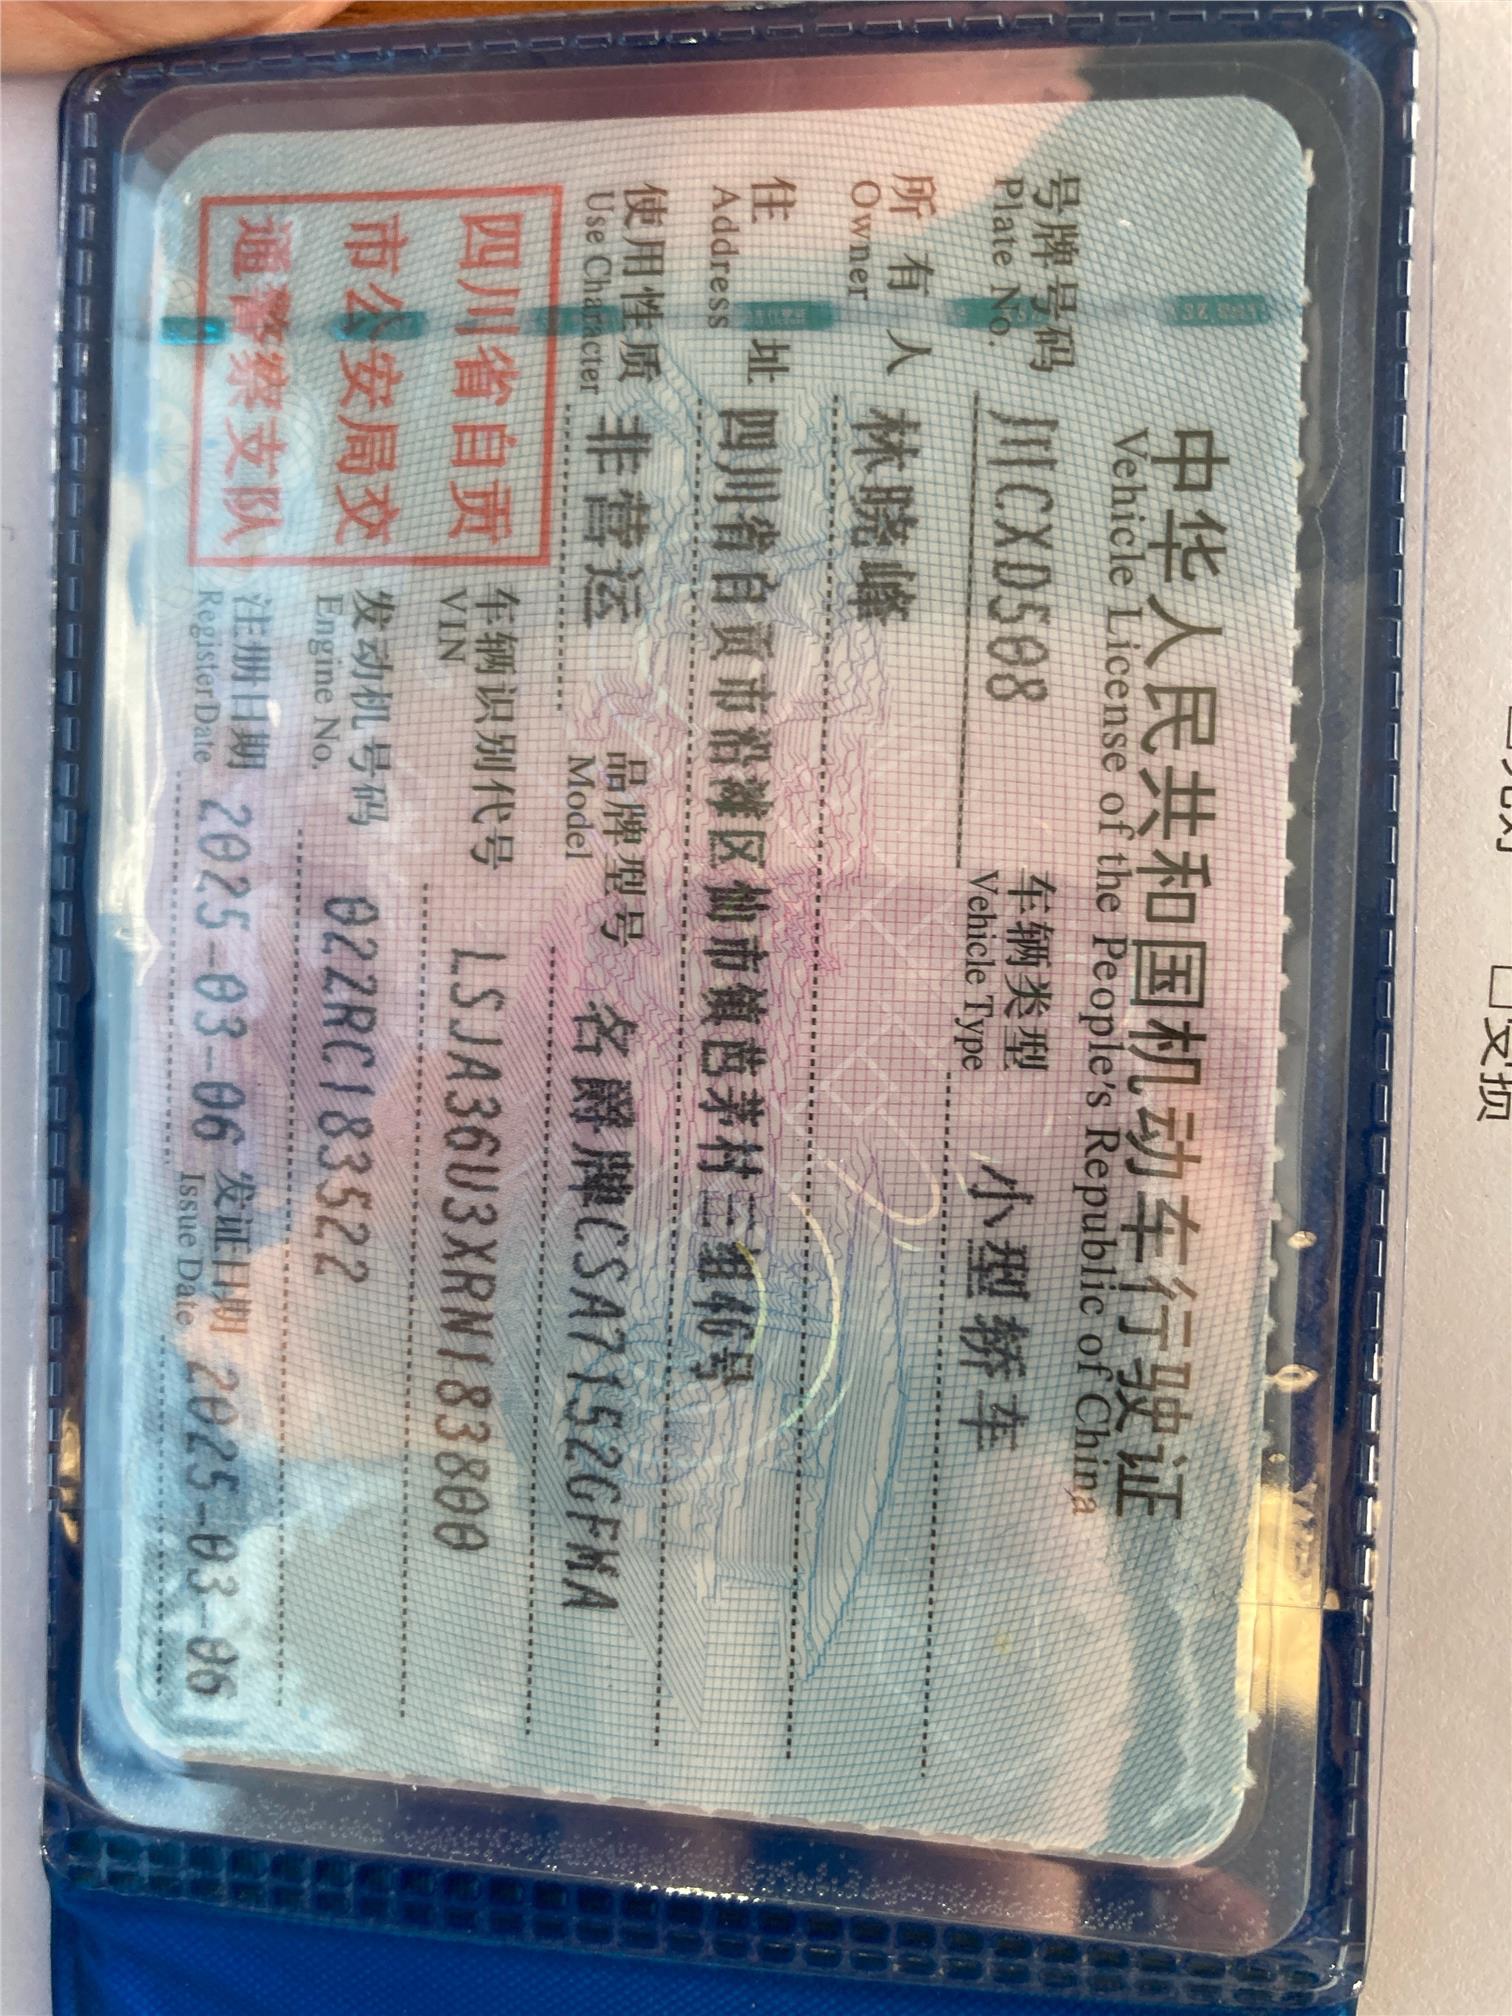 中华人民共和国机动车行驶证
Vehicle License of the People's Republic of China
号牌号码 川CXD508 车辆类型 小型轿车
Plate No. Vehicle Type
所有人 林晓峰
Owner
住址 四川省自贡市沿滩区仙市镇芭茅村三组46号
Address
使用性质 非营运 品牌型号 名爵牌CSA7152GFMA
Use Character Model
四川省自贡
市公安局交
通警察支队
车辆识别代号 LSJA36U3XRN183800
VIN
发动机号码 022RC183522
Engine No.
注册日期 2025-03-06 发证日期 2025-03-06
Register Date Issue Date